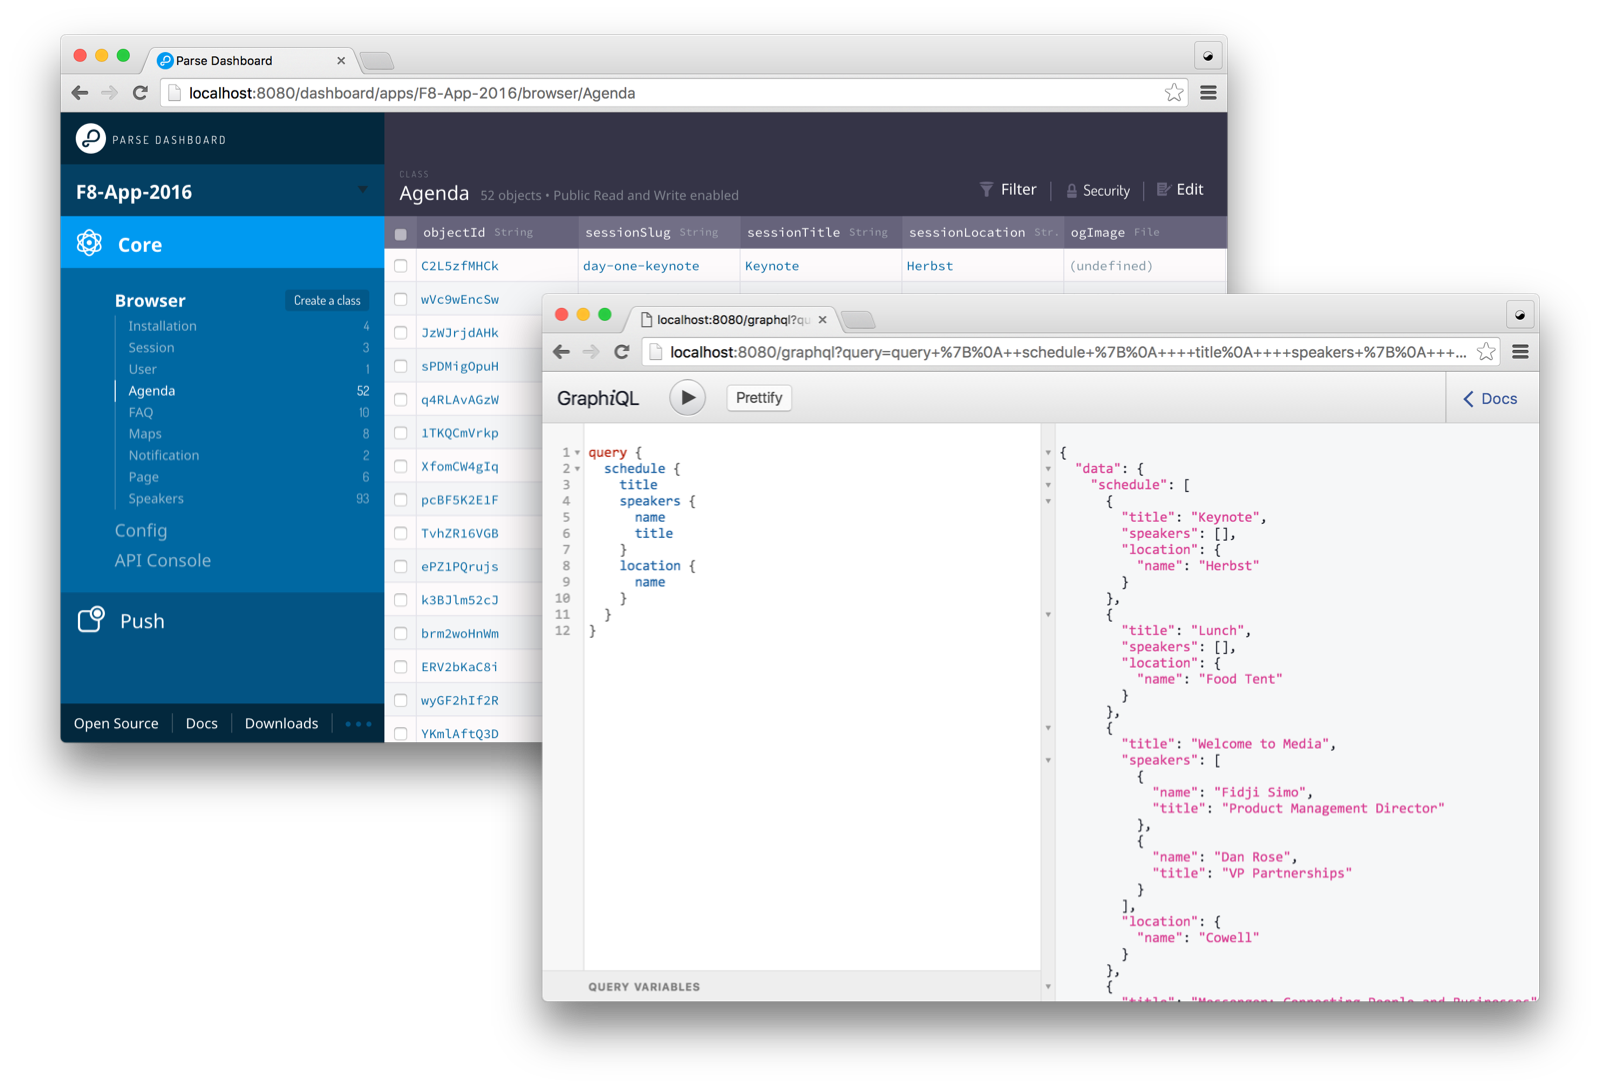 Parse Dashboard
localhost:8080/dashboard/apps/F8-App-2016/browser/Agenda
PARSE DASHBOARD
F8-App-2016
Core
Browser
Create a class
Installation 4
Session 3
User 1
Agenda 52
FAQ 10
Maps 8
Notification 2
Page 6
Speakers 93
Config
API Console
Push
Open Source
Docs
Downloads
CLASS
Agenda 52 objects • Public Read and Write enabled
Filter
Security
Edit
objectId String sessionSlug String sessionTitle String sessionLocation Str. ogImage File
C2L5zfMHCk day-one-keynote Keynote Herbst (undefined)
wVc9wEncSw
JzWJrjdAHk
sPDMigOpuH
q4RLAvAGzW
1TKQCmVrkp
XfomCW4gIq
pcBF5K2E1F
TvhZR16VGB
ePZ1PQrujs
k3BJlm52cJ
brm2woHnWm
ERV2bKaC8i
wyGF2hIf2R
YKmlAftQ3D
localhost:8080/graphql?qu
localhost:8080/graphql?query=query+%7B%0A++schedule+%7B%0A++++title%0A++++speakers+%7B%0A+++...
GraphiQL
Prettify
Docs
1 query {
2 schedule {
3 title
4 speakers {
5 name
6 title
7 }
8 location {
9 name
10 }
11 }
12 }
QUERY VARIABLES
{
"data": {
"schedule": [
{
"title": "Keynote",
"speakers": [],
"location": {
"name": "Herbst"
}
},
{
"title": "Lunch",
"speakers": [],
"location": {
"name": "Food Tent"
}
},
{
"title": "Welcome to Media",
"speakers": [
{
"name": "Fidji Simo",
"title": "Product Management Director"
},
{
"name": "Dan Rose",
"title": "VP Partnerships"
}
],
"location": {
"name": "Cowell"
}
},
{
"title": "Messenger: Connecting People and Businesses"